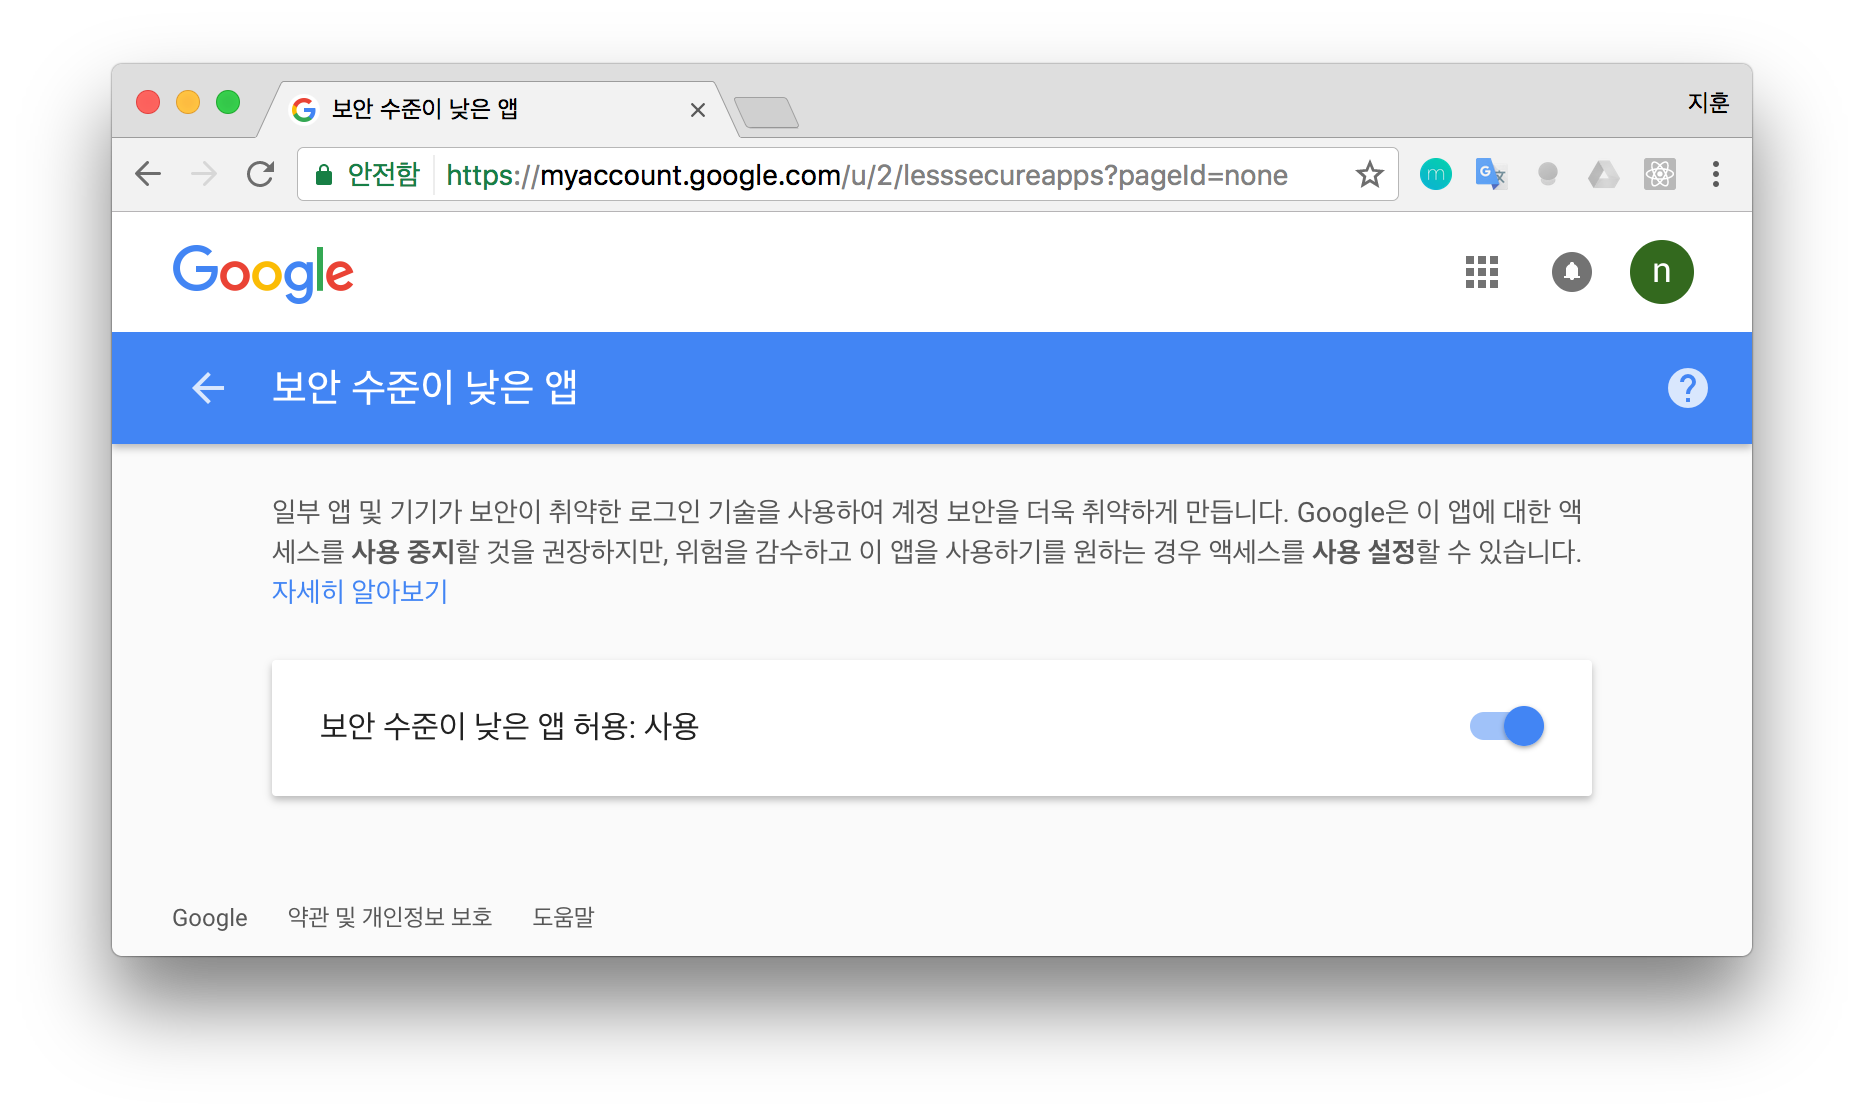 보안 수준이 낮은 앱
지훈
안전함 https://myaccount.google.com/u/2/lesssecureapps?pageId=none
m
G 文
Google
n
보안 수준이 낮은 앱
?
일부 앱 및 기기가 보안이 취약한 로그인 기술을 사용하여 계정 보안을 더욱 취약하게 만듭니다. Google은 이 앱에 대한 액
세스를 사용 중지할 것을 권장하지만, 위험을 감수하고 이 앱을 사용하기를 원하는 경우 액세스를 사용 설정할 수 있습니다.
자세히 알아보기
보안 수준이 낮은 앱 허용: 사용
Google 약관 및 개인정보 보호 도움말